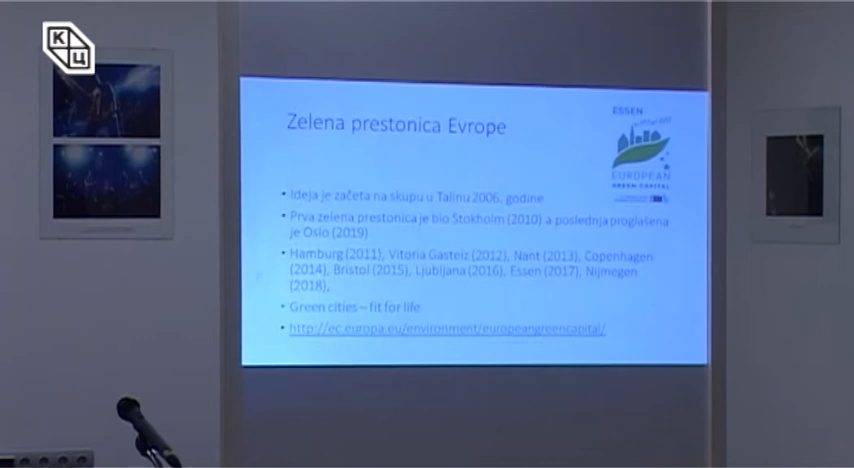 К
Ц
Zelena prestonica Evrope
ESSEN
EUROPEAN
GREEN CAPITAL
• Ideja je začeta na skupu u Talinu 2006. godine
• Prva zelena prestonica je bio Stokholm (2010) a poslednja proglašena
je Oslo (2019)
• Hamburg (2011), Vitoria Gasteiz (2012), Nant (2013), Copenhagen
(2014), Bristol (2015), Ljubljana (2016), Essen (2017), Nijmegen
(2018),
• Green cities – fit for life
• http://ec.europa.eu/environment/europeangreencapital/